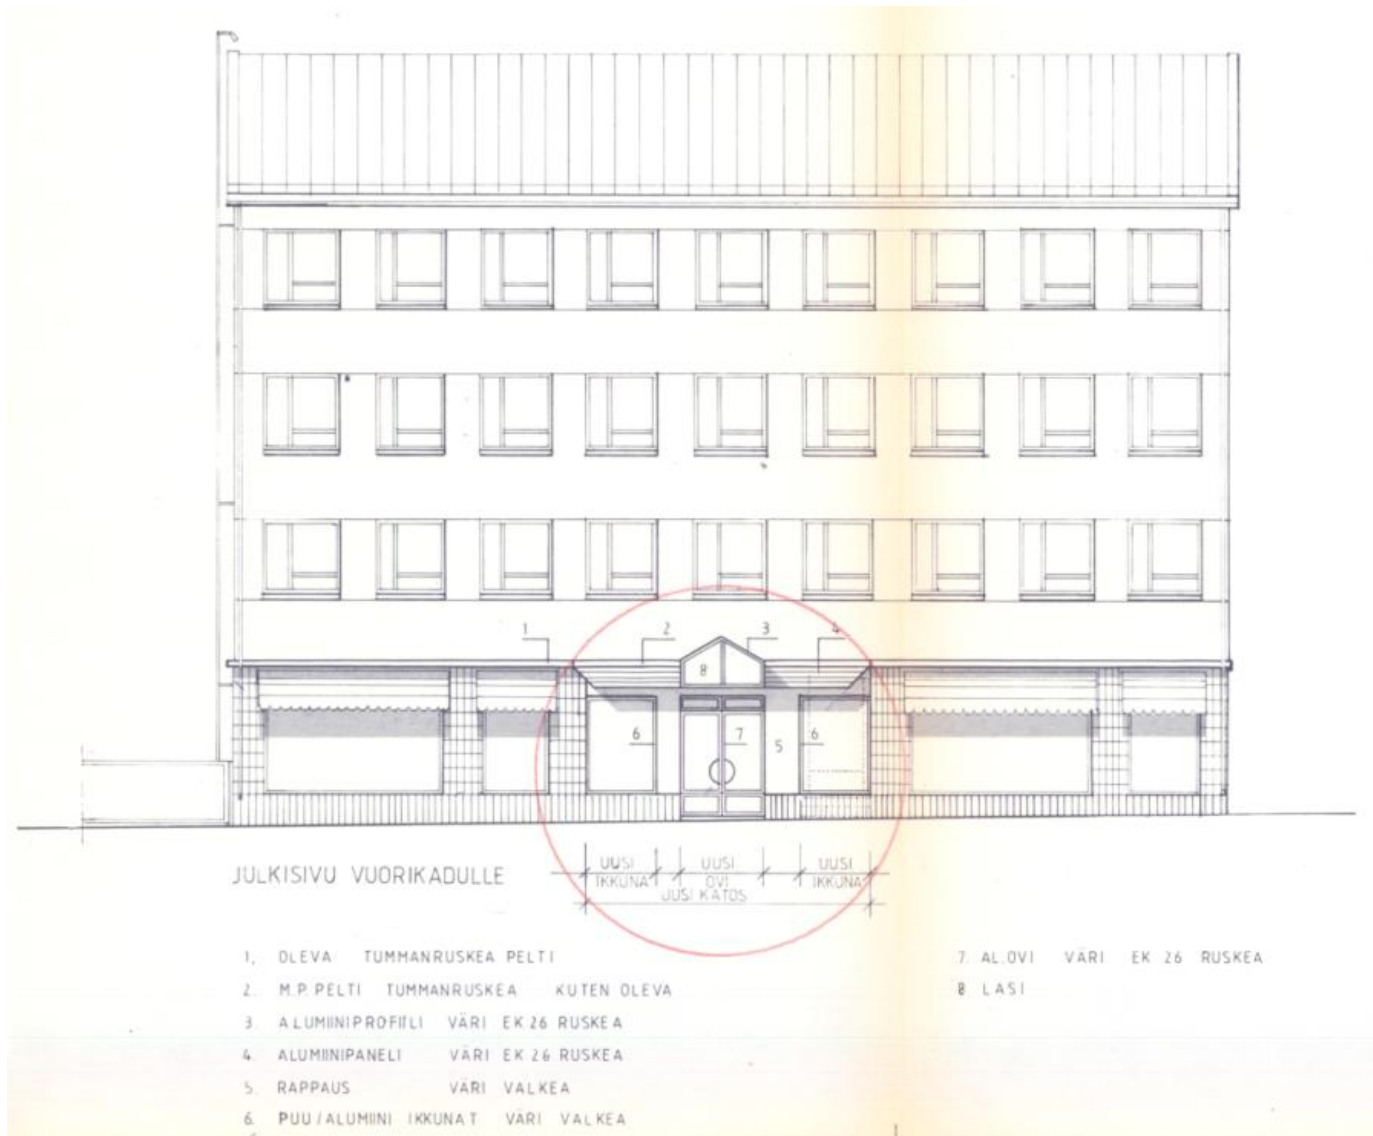 1 2 3 4
8
6 7 5 6
UUSI IKKUNA
UUSI OVI
UUSI IKKUNA
UUSI KATOS
JULKISIVU VUORIKADULLE
1, OLEVA TUMMANRUSKEA PELTI
2. M.P. PELTI TUMMANRUSKEA KUTEN OLEVA
3. ALUMIINIPROFIILI VÄRI EK 26 RUSKEA
4. ALUMIINIPANELI VÄRI EK 26 RUSKEA
5. RAPPAUS VÄRI VALKEA
6. PUU/ALUMIINI IKKUNAT VÄRI VALKEA
7. AL.OVI VÄRI EK 26 RUSKEA
8 LASI